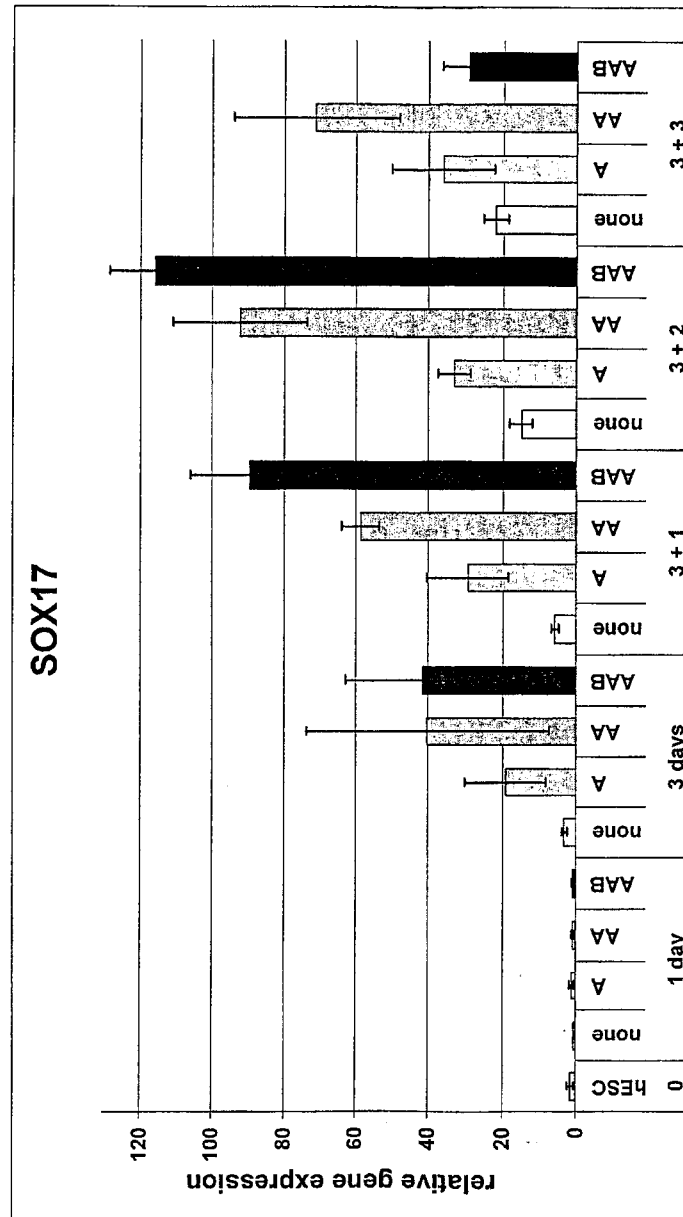 SOX17
relative gene expression
120
100
80
60
40
20
0
hESC none A AA AAB none A AA AAB none A AA AAB none A AA AAB none A AA AAB
0 1 day 3 days 3 + 1 3 + 2 3 + 3